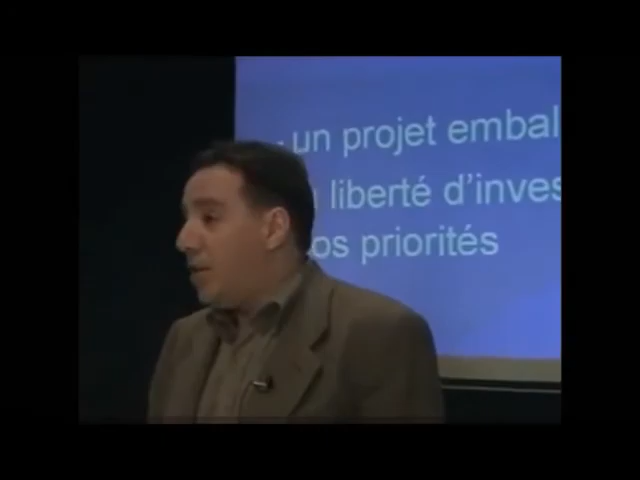 un projet embal
liberté d'inves
os priorités